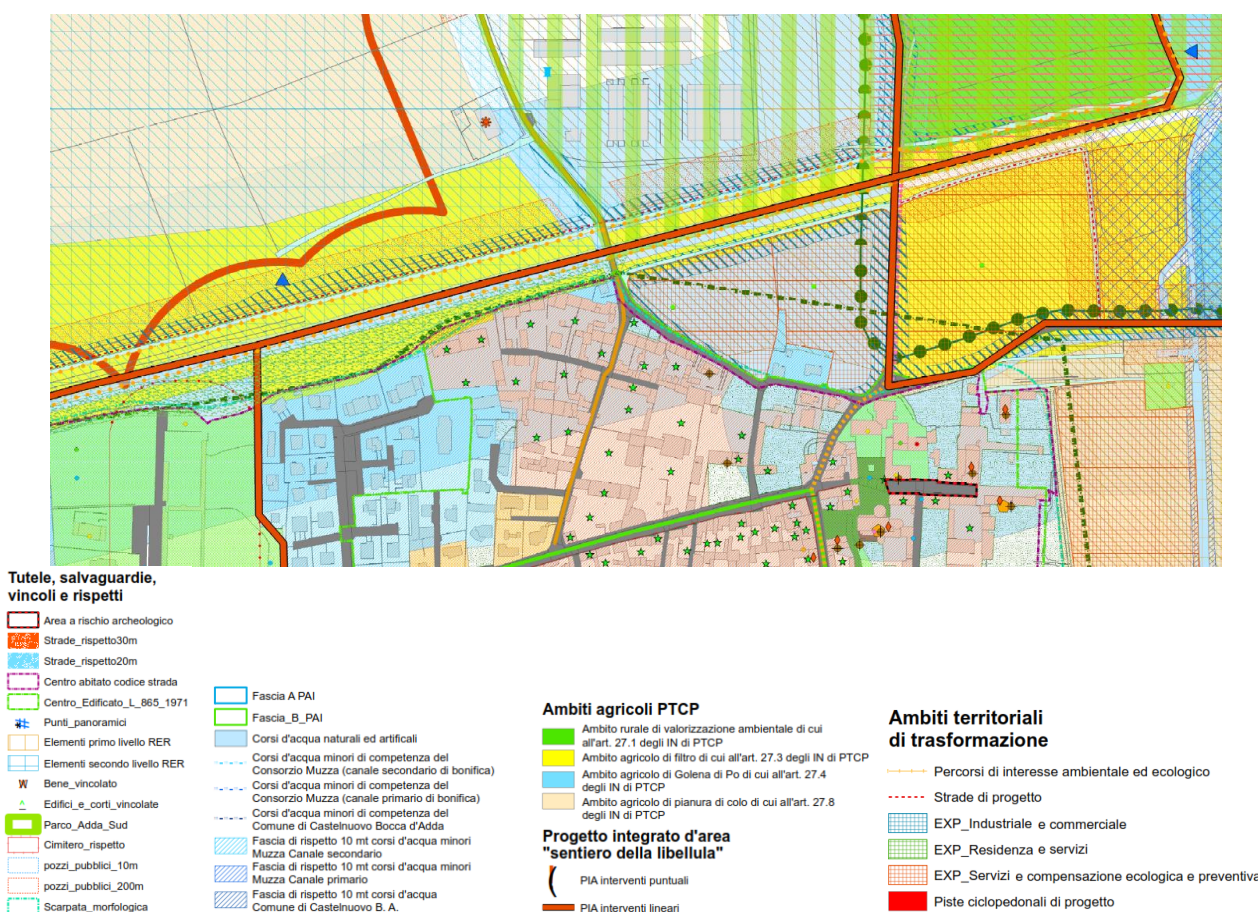 Tutele, salvaguardie,
vincoli e rispetti
Area a rischio archeologico
Strade_rispetto30m
Strade_rispetto20m
Centro abitato codice strada
Centro_Edificato_L_865_1971
Punti_panoramici
Elementi primo livello RER
Elementi secondo livello RER
Bene_vincolato
Edifici_e_corti_vincolate
Parco_Adda_Sud
Cimitero_rispetto
pozzi_pubblici_10m
pozzi_pubblici_200m
Scarpata_morfologica
Fascia A PAI
Fascia_B_PAI
Corsi d'acqua naturali ed artificali
Corsi d'acqua minori di competenza del
Consorzio Muzza (canale secondario di bonifica)
Corsi d'acqua minori di competenza del
Consorzio Muzza (canale primario di bonifica)
Corsi d'acqua minori di competenza del
Comune di Castelnuovo Bocca d'Adda
Fascia di rispetto 10 mt corsi d'acqua minori
Muzza Canale secondario
Fascia di rispetto 10 mt corsi d'acqua minori
Muzza Canale primario
Fascia di rispetto 10 mt corsi d'acqua
Comune di Castelnuovo B. A.
Ambiti agricoli PTCP
Ambito rurale di valorizzazione ambientale di cui
all'art. 27.1 degli IN di PTCP
Ambito agricolo di filtro di cui all'art. 27.3 degli IN di PTCP
Ambito agricolo di Golena di Po di cui all'art. 27.4
degli IN di PTCP
Ambito agricolo di pianura di colo di cui all'art. 27.8
degli IN di PTCP
Progetto integrato d'area
"sentiero della libellula"
PIA interventi puntuali
PIA interventi lineari
Ambiti territoriali
di trasformazione
Percorsi di interesse ambientale ed ecologico
Strade di progetto
EXP_Industriale e commerciale
EXP_Residenza e servizi
EXP_Servizi e compensazione ecologica e preventiva
Piste ciclopedonali di progetto